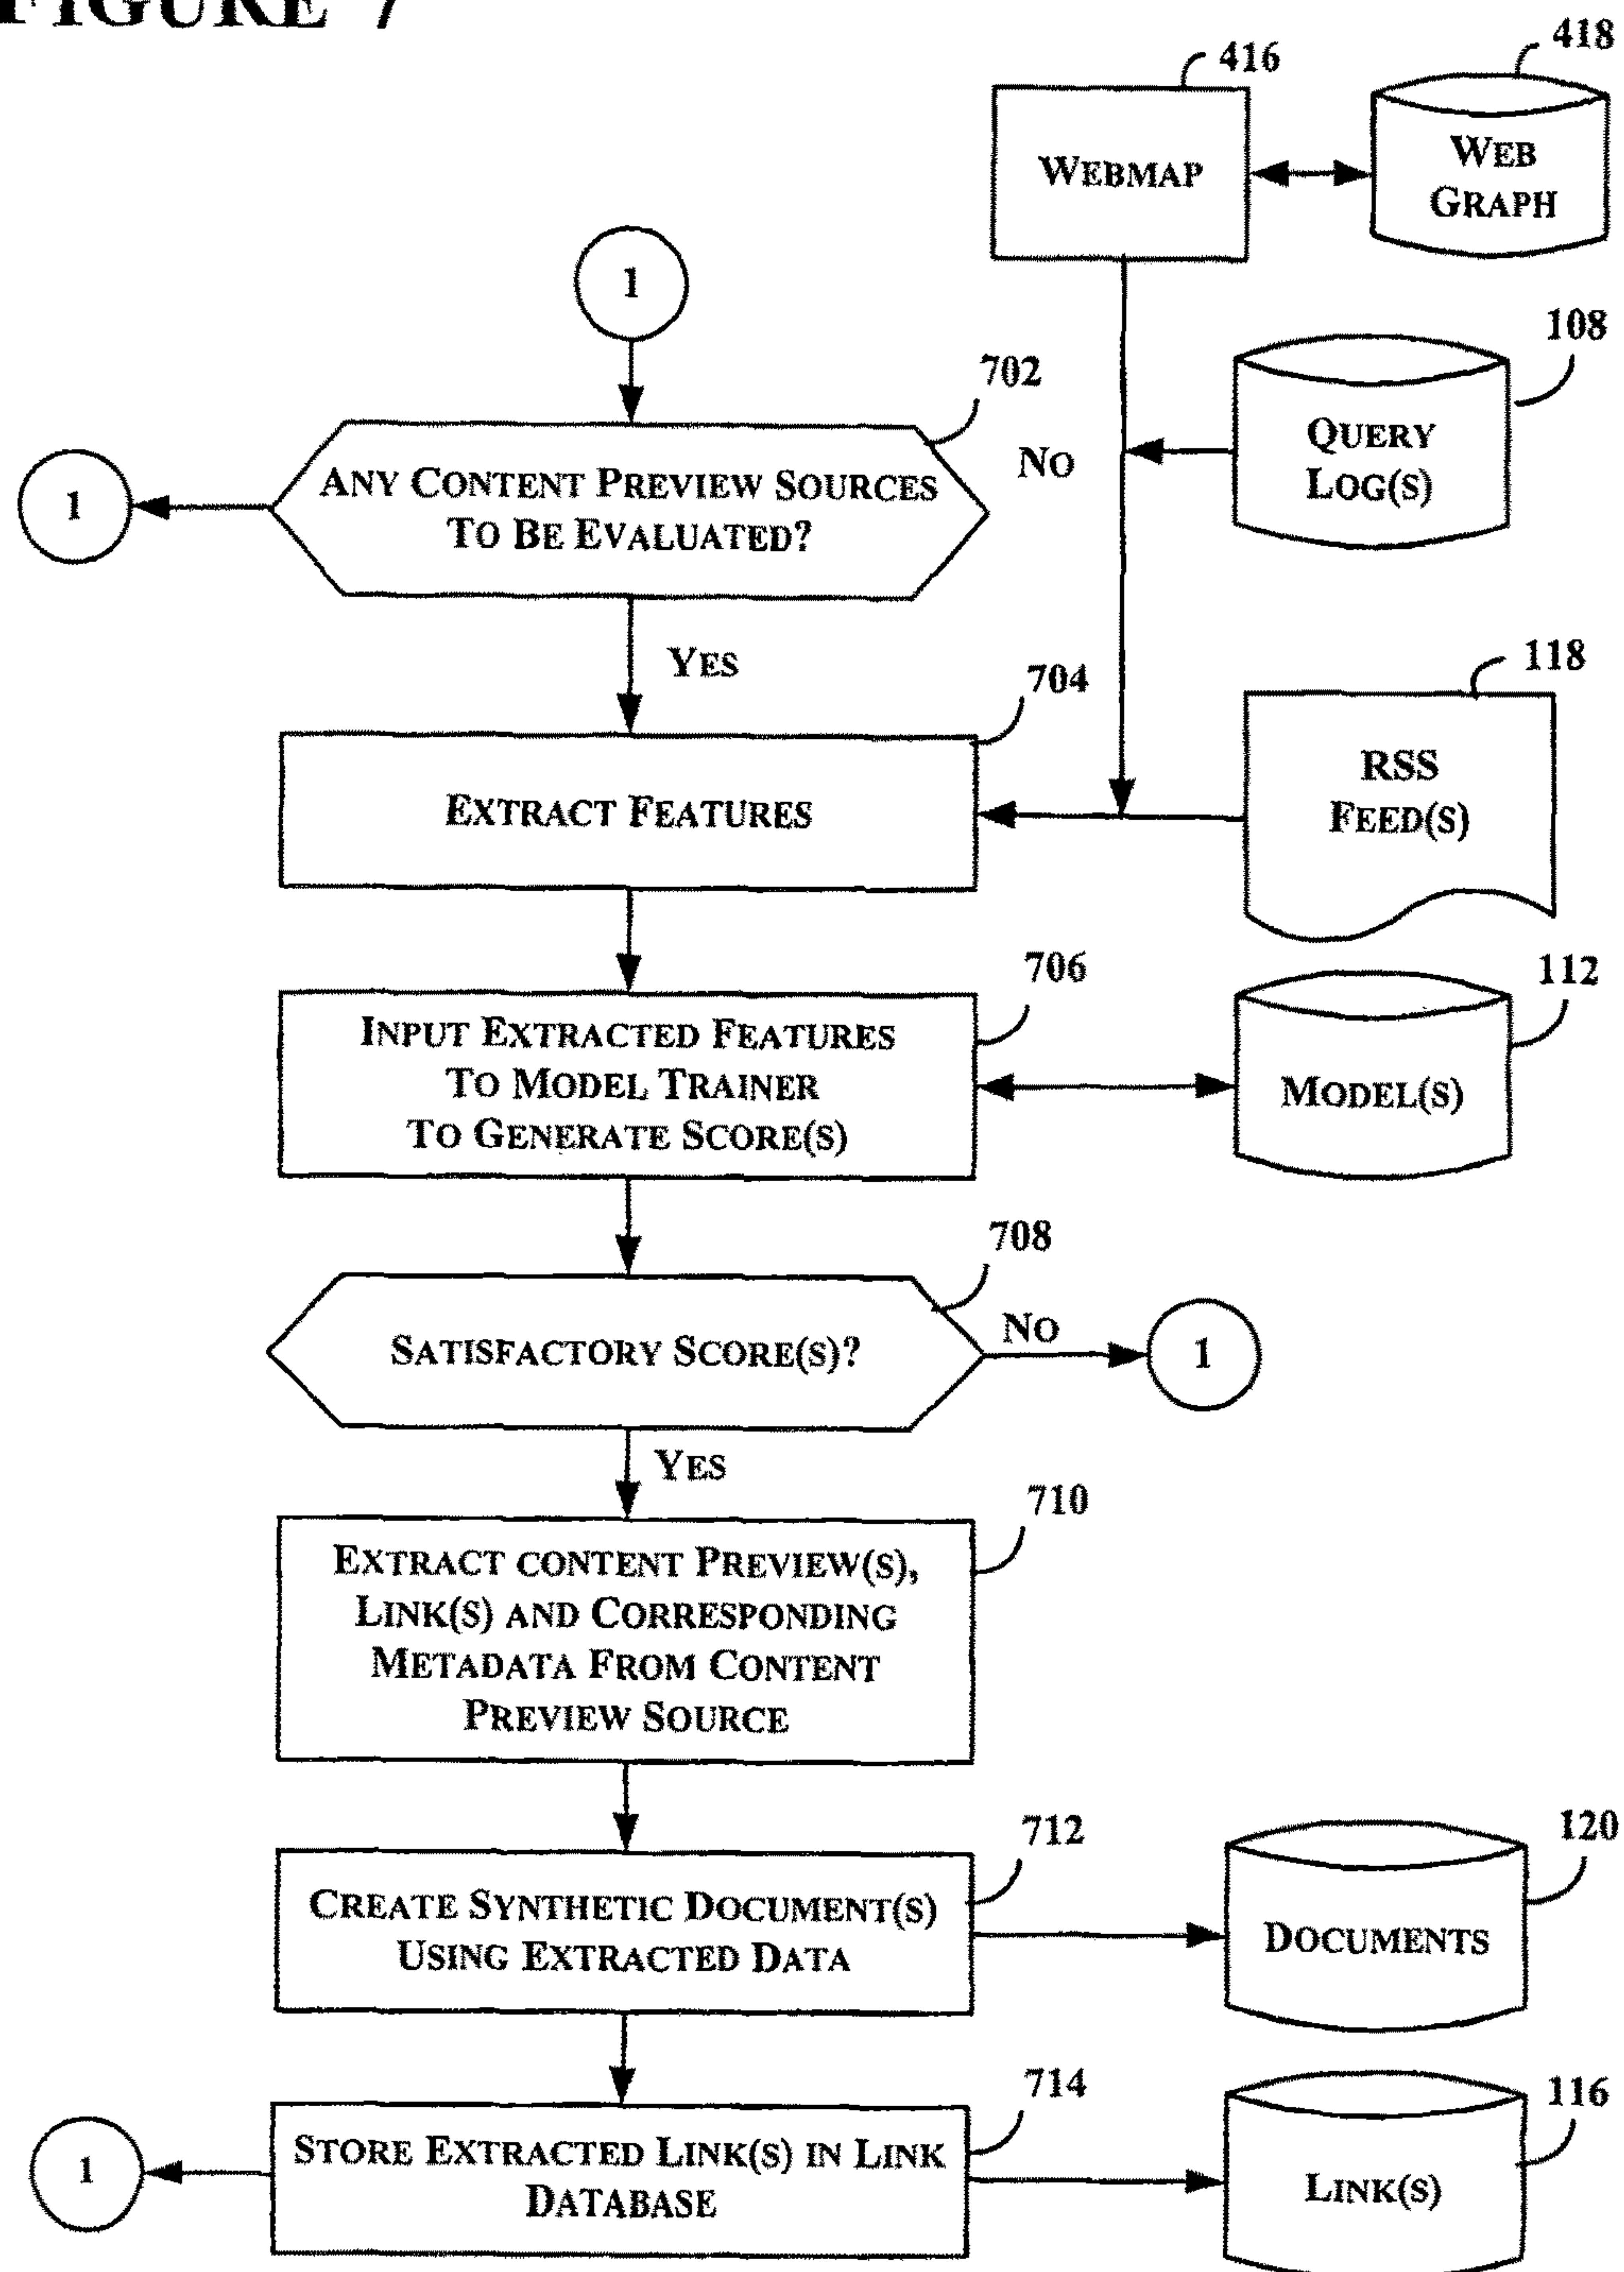 FIGURE 7
416
418
WEBMAP
WEB
GRAPH
1
108
702
QUERY
LOG(S)
NO
1
ANY CONTENT PREVIEW SOURCES
TO BE EVALUATED?
YES
704
118
EXTRACT FEATURES
RSS
FEED(S)
706
112
INPUT EXTRACTED FEATURES
TO MODEL TRAINER
TO GENERATE SCORE(S)
MODEL(S)
708
SATISFACTORY SCORE(S)?
NO
1
YES
710
EXTRACT CONTENT PREVIEW(S),
LINK(S) AND CORRESPONDING
METADATA FROM CONTENT
PREVIEW SOURCE
712
120
CREATE SYNTHETIC DOCUMENT(S)
USING EXTRACTED DATA
DOCUMENTS
714
116
1
STORE EXTRACTED LINK(S) IN LINK
DATABASE
LINK(S)